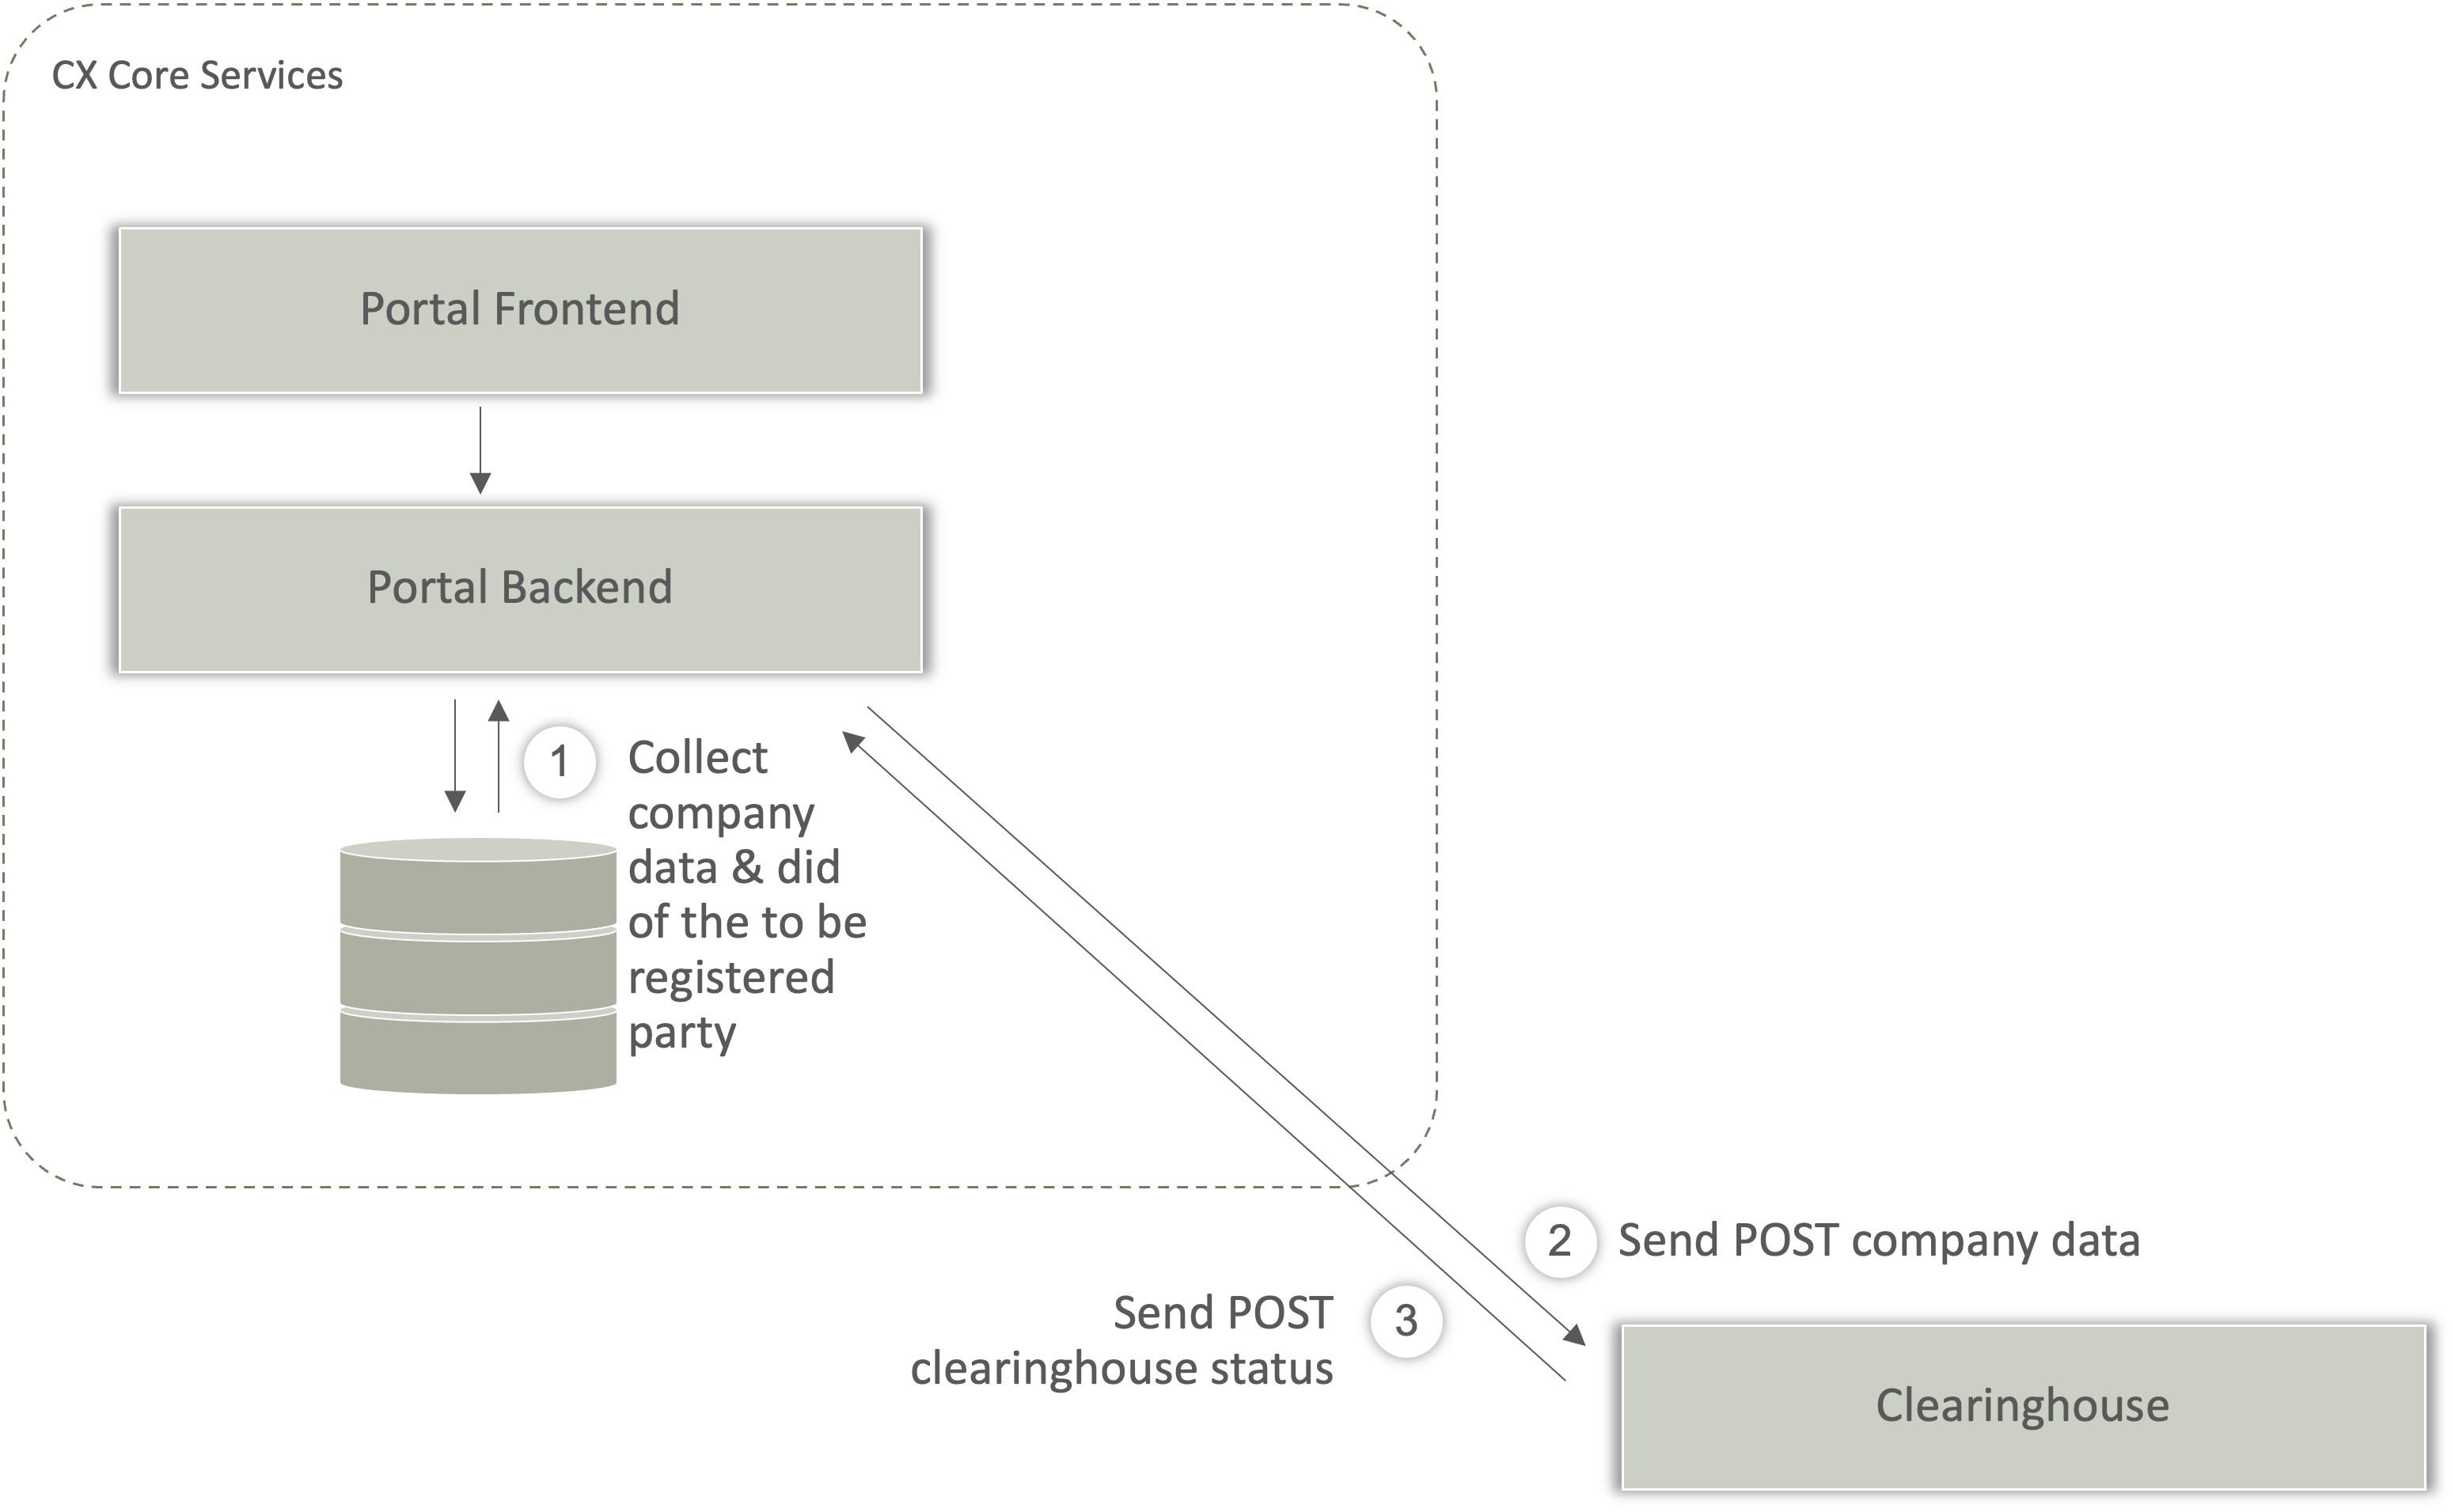 CX Core Services
Portal Frontend
Portal Backend
1
Collect
company
data & did
of the to be
registered
party
2
Send POST company data
3
Send POST
clearinghouse status
Clearinghouse